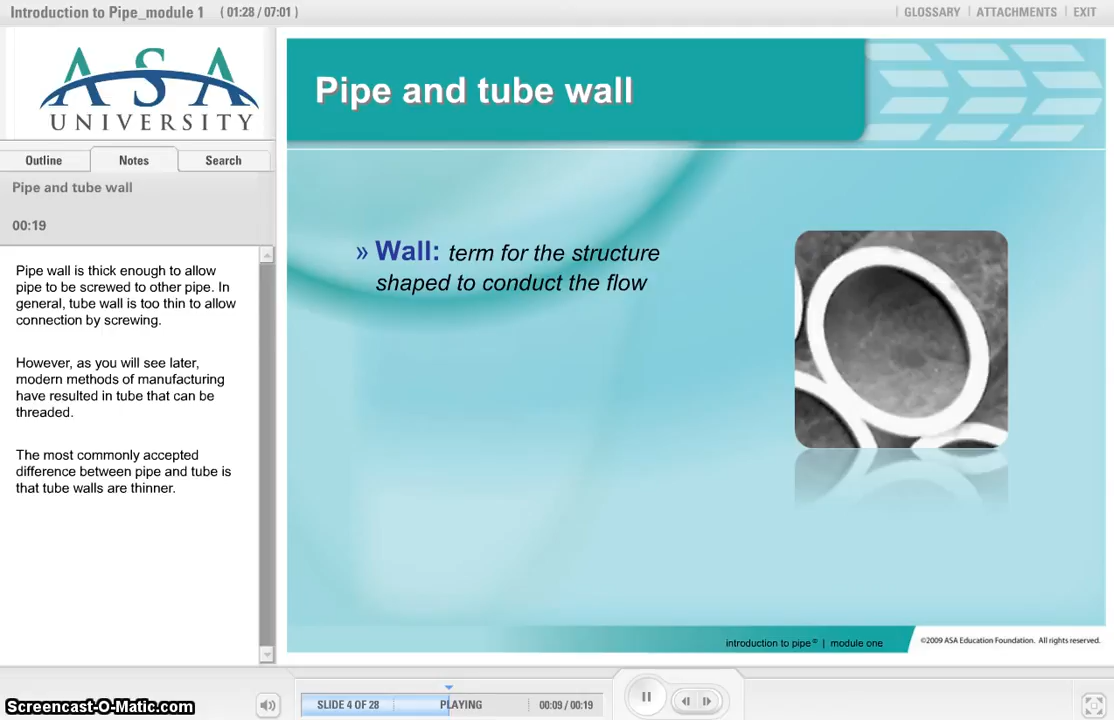 Introduction to Pipe_module 1 ( 01:28 / 07:01 )
GLOSSARY ATTACHMENTS EXIT
ASA
UNIVERSITY
Outline Notes Search
Pipe and tube wall
00:19
Pipe wall is thick enough to allow
pipe to be screwed to other pipe. In
general, tube wall is too thin to allow
connection by screwing.
However, as you will see later,
modern methods of manufacturing
have resulted in tube that can be
threaded.
The most commonly accepted
difference between pipe and tube is
that tube walls are thinner.
Pipe and tube wall
» Wall: term for the structure
shaped to conduct the flow
introduction to pipe® | module one
©2009 ASA Education Foundation. All rights reserved.
Screencast-O-Matic.com
SLIDE 4 OF 28 PLAYING 00:09 / 00:19